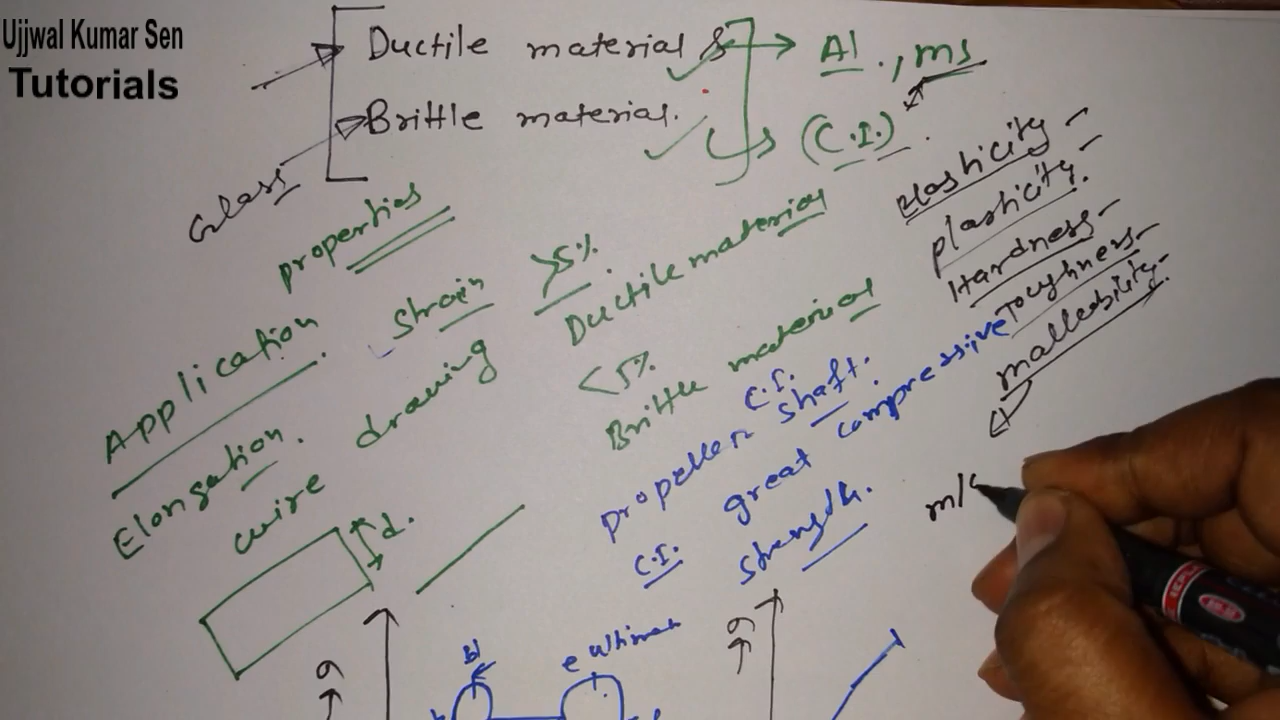 Ujjwal Kumar Sen
Tutorials
Ductile material &
Al., ms
Brittle material.
(C.I.)
Glass
properties
Elasticity
plasticity.
Hardness
Toughness
malleability
Application
Strain
>5%.
Ductile material
Elongation.
wire drawing
<5%
Brittle material
C.I.
propeller shaft.
C.I. great compressive
strength.
d.
m/c
σ
e ultimate
σ